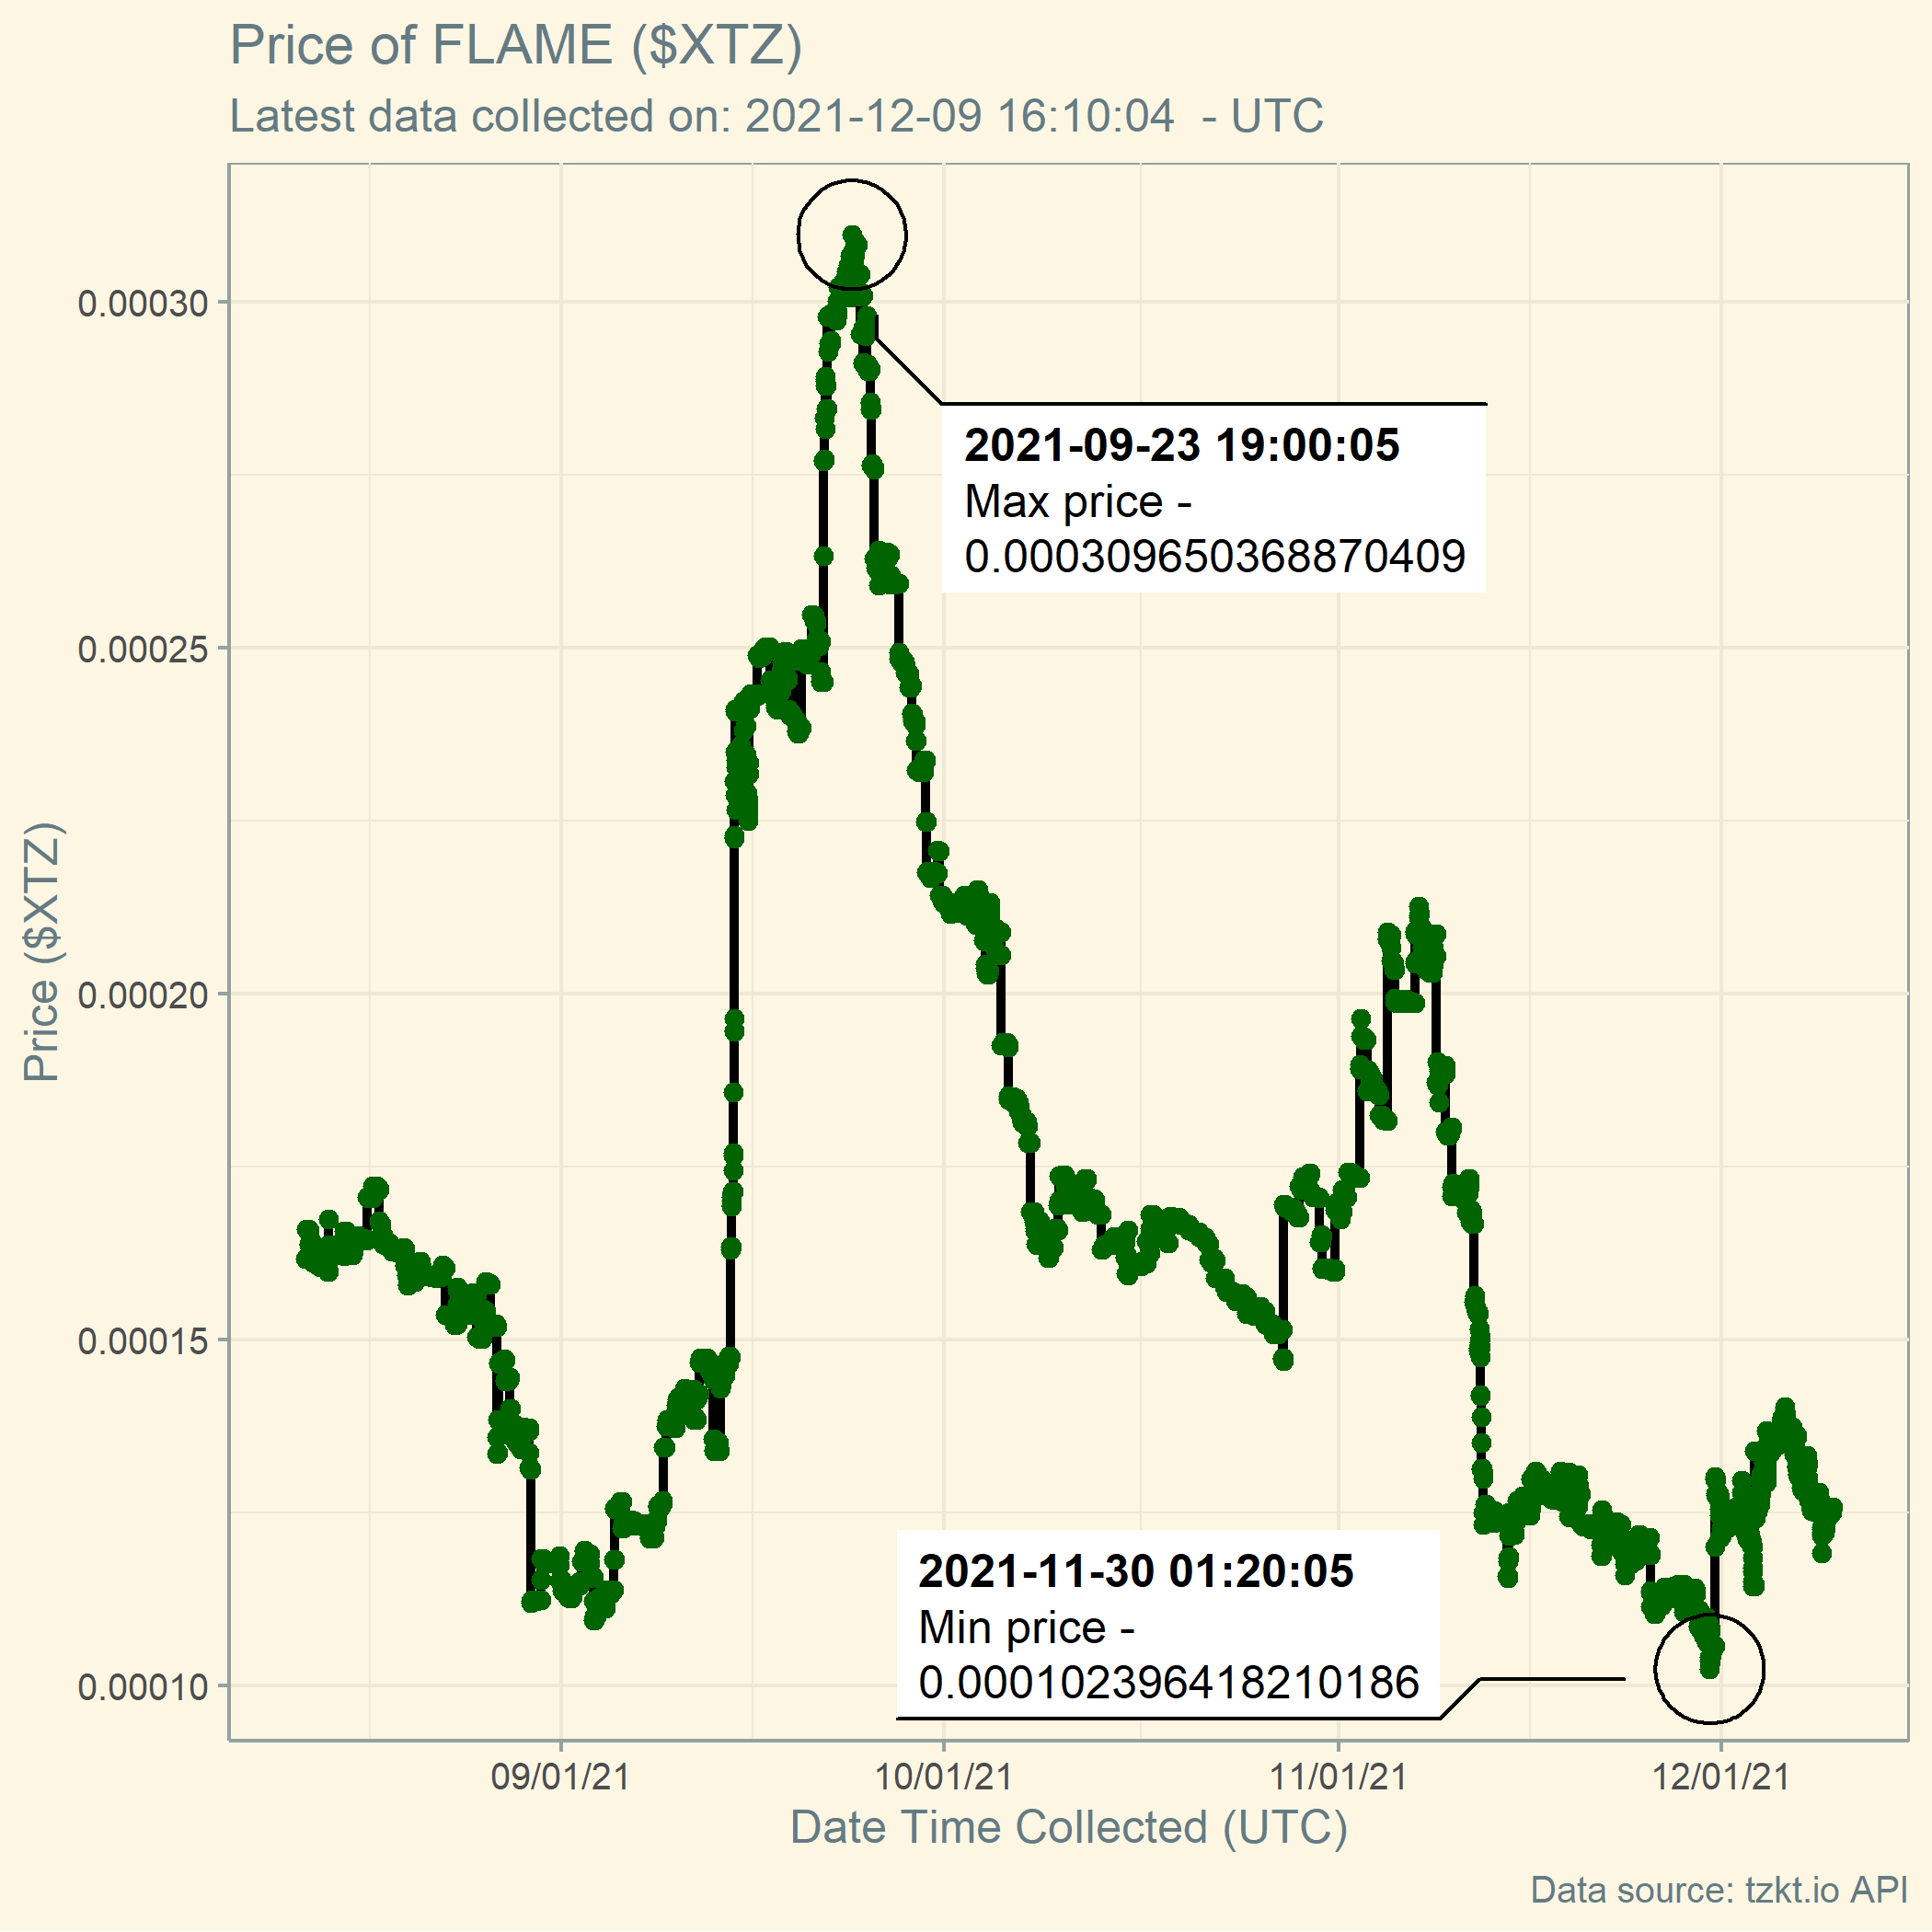 Price of FLAME ($XTZ)
Latest data collected on: 2021-12-09 16:10:04  - UTC
0.00030
0.00025
0.00020
0.00015
0.00010
Price ($XTZ)
2021-09-23 19:00:05
Max price -
0.000309650368870409
2021-11-30 01:20:05
Min price -
0.000102396418210186
09/01/21
10/01/21
11/01/21
12/01/21
Date Time Collected (UTC)
Data source: tzkt.io API